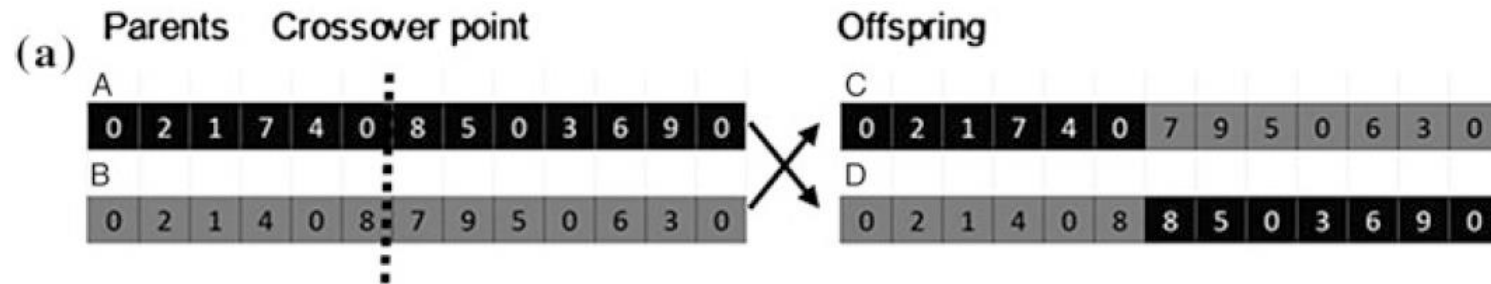 (a) Parents Crossover point Offspring
A C
0 2 1 7 4 0 8 5 0 3 6 9 0 0 2 1 7 4 0 7 9 5 0 6 3 0
B D
0 2 1 4 0 8 7 9 5 0 6 3 0 0 2 1 4 0 8 8 5 0 3 6 9 0